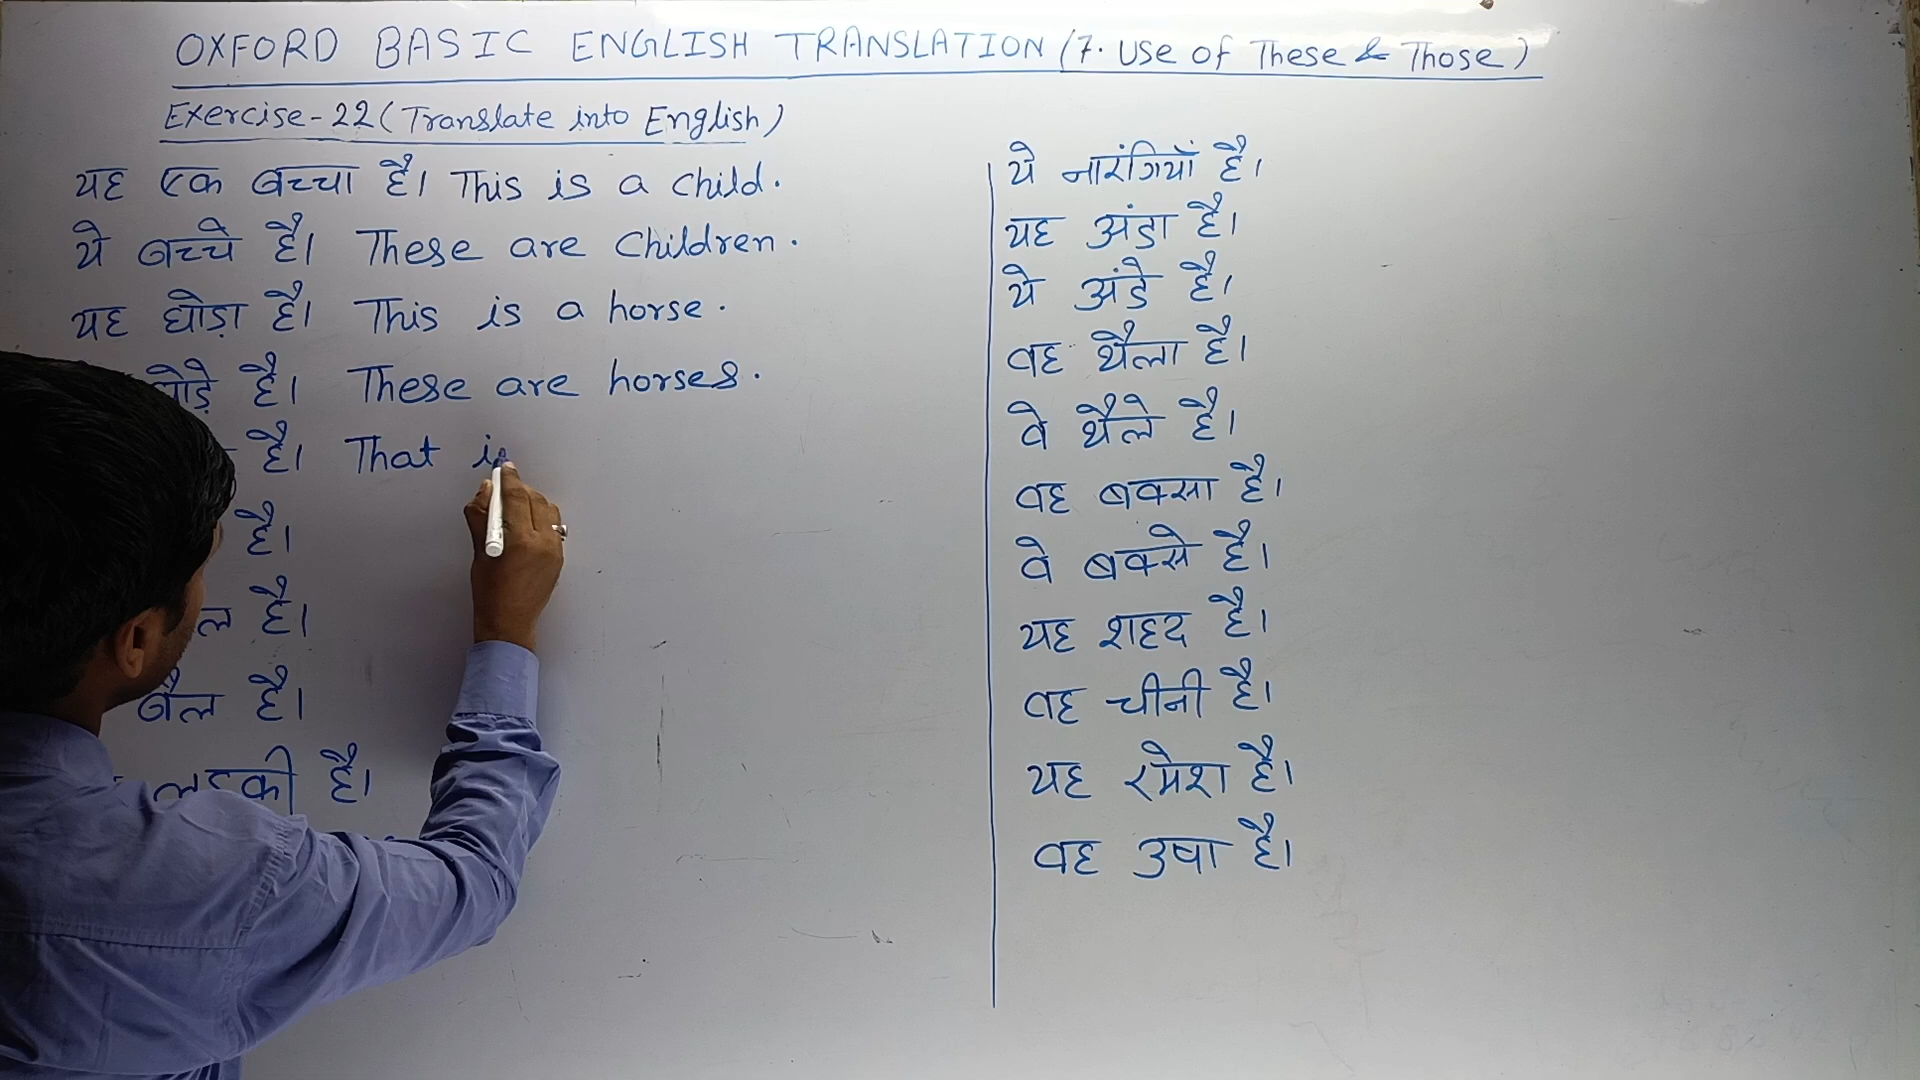 OXFORD BASIC ENGLISH TRANSLATION (7. Use of These & Those)
Exercise-22 (Translate into English)
यह एक बच्चा है। This is a child.
ये बच्चे है। These are children.
यह घोड़ा है। This is a horse.
घोड़े है। These are horses.
है। That is
है।
है।
बैल है।
लड़की है।
ये नारंगियाँ है।
यह अंडा है।
ये अंडे है।
वह थैला है।
वे थैले है।
वह बक्सा है।
वे बक्से है।
यह शहद है।
वह चीनी है।
यह रमेश है।
वह उषा है।